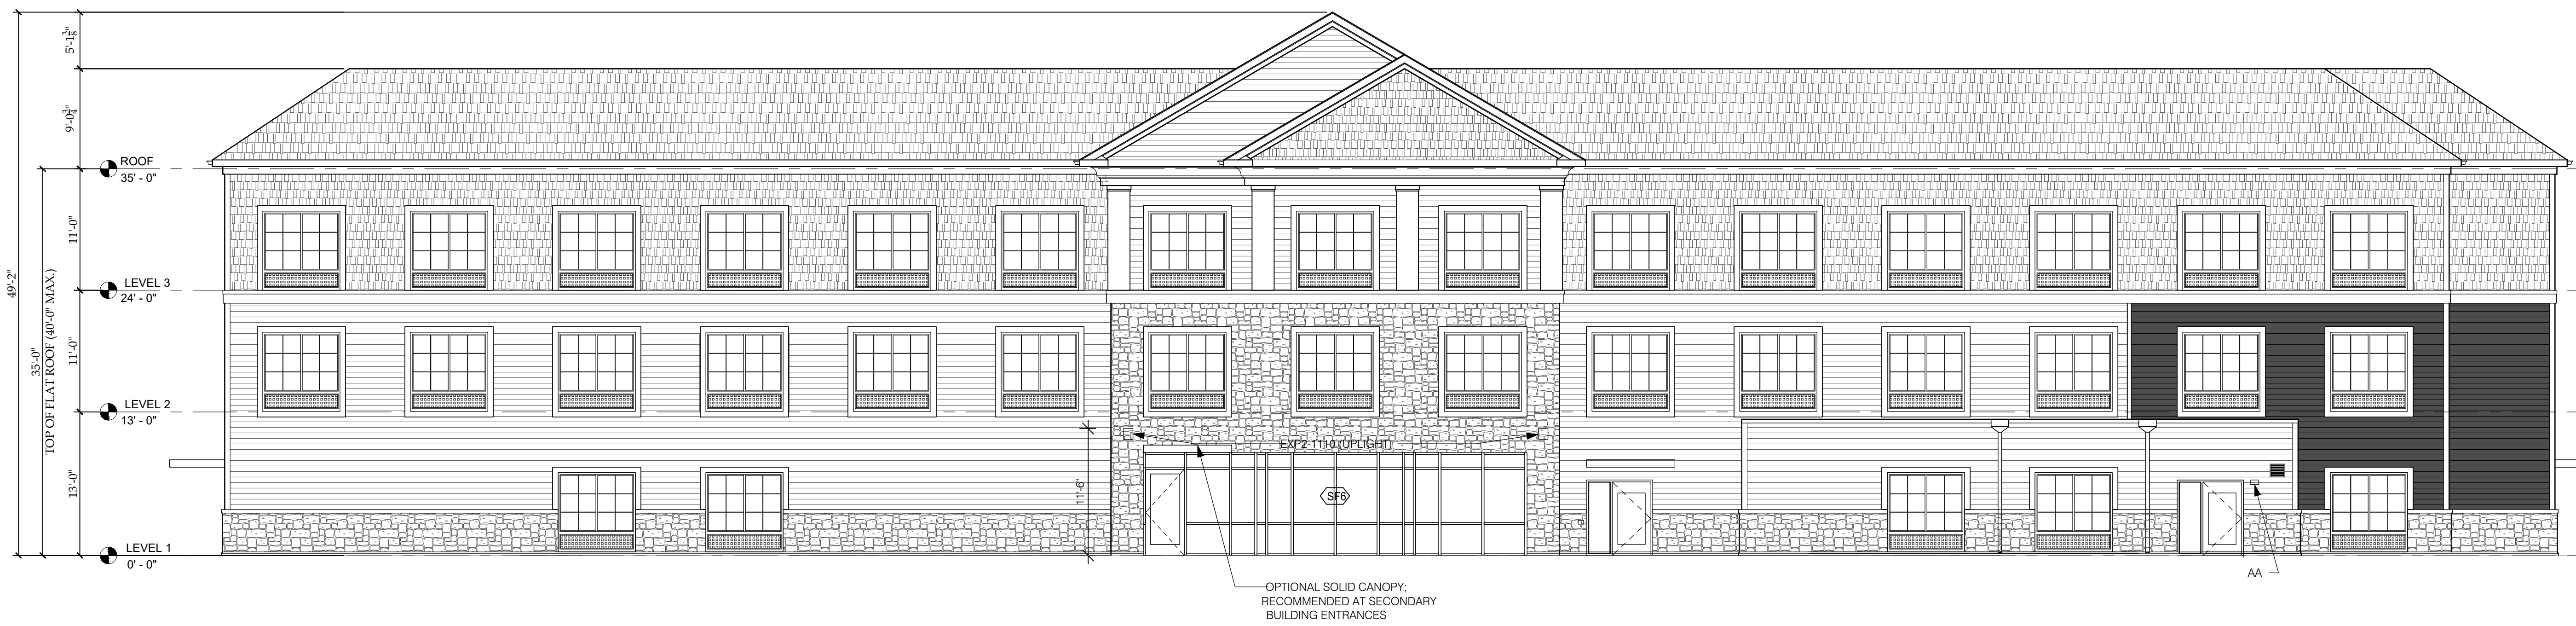 5'-1 3/8"
9'-0 3/4"
ROOF
35' - 0"
11'-0"
LEVEL 3
24' - 0"
49'-2"
35'-0"
TOP OF FLAT ROOF (40'-0" MAX.)
11'-0"
LEVEL 2
13' - 0"
13'-0"
LEVEL 1
0' - 0"
EXP2-1110 (UPLIGHT)
11'-6"
SF6
OPTIONAL SOLID CANOPY;
RECOMMENDED AT SECONDARY
BUILDING ENTRANCES
AA